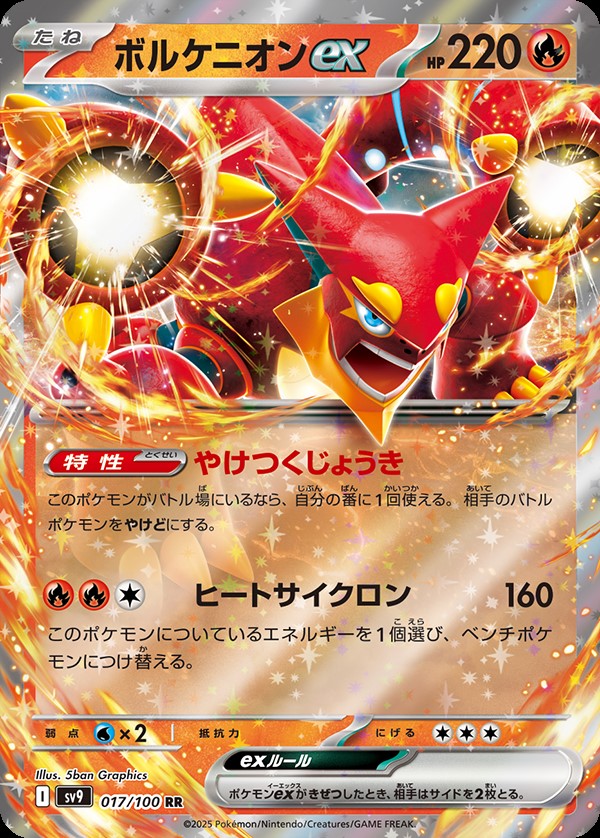 たね ボルケニオンex HP 220
特性 とくせい やけつくじょうき
このポケモンがバトル場にいるなら、自分の番に1回使える。相手のバトル
ポケモンをやけどにする。
ヒートサイクロン 160
このポケモンについているエネルギーを1個選び、ベンチポケ
モンにつけ替える。
弱点 ×2 抵抗力 にげる
exルール
ポケモンexがきぜつしたとき、相手はサイドを2枚とる。
Illus. 5ban Graphics
I sv9 017/100 RR
©2025 Pokémon/Nintendo/Creatures/GAME FREAK.